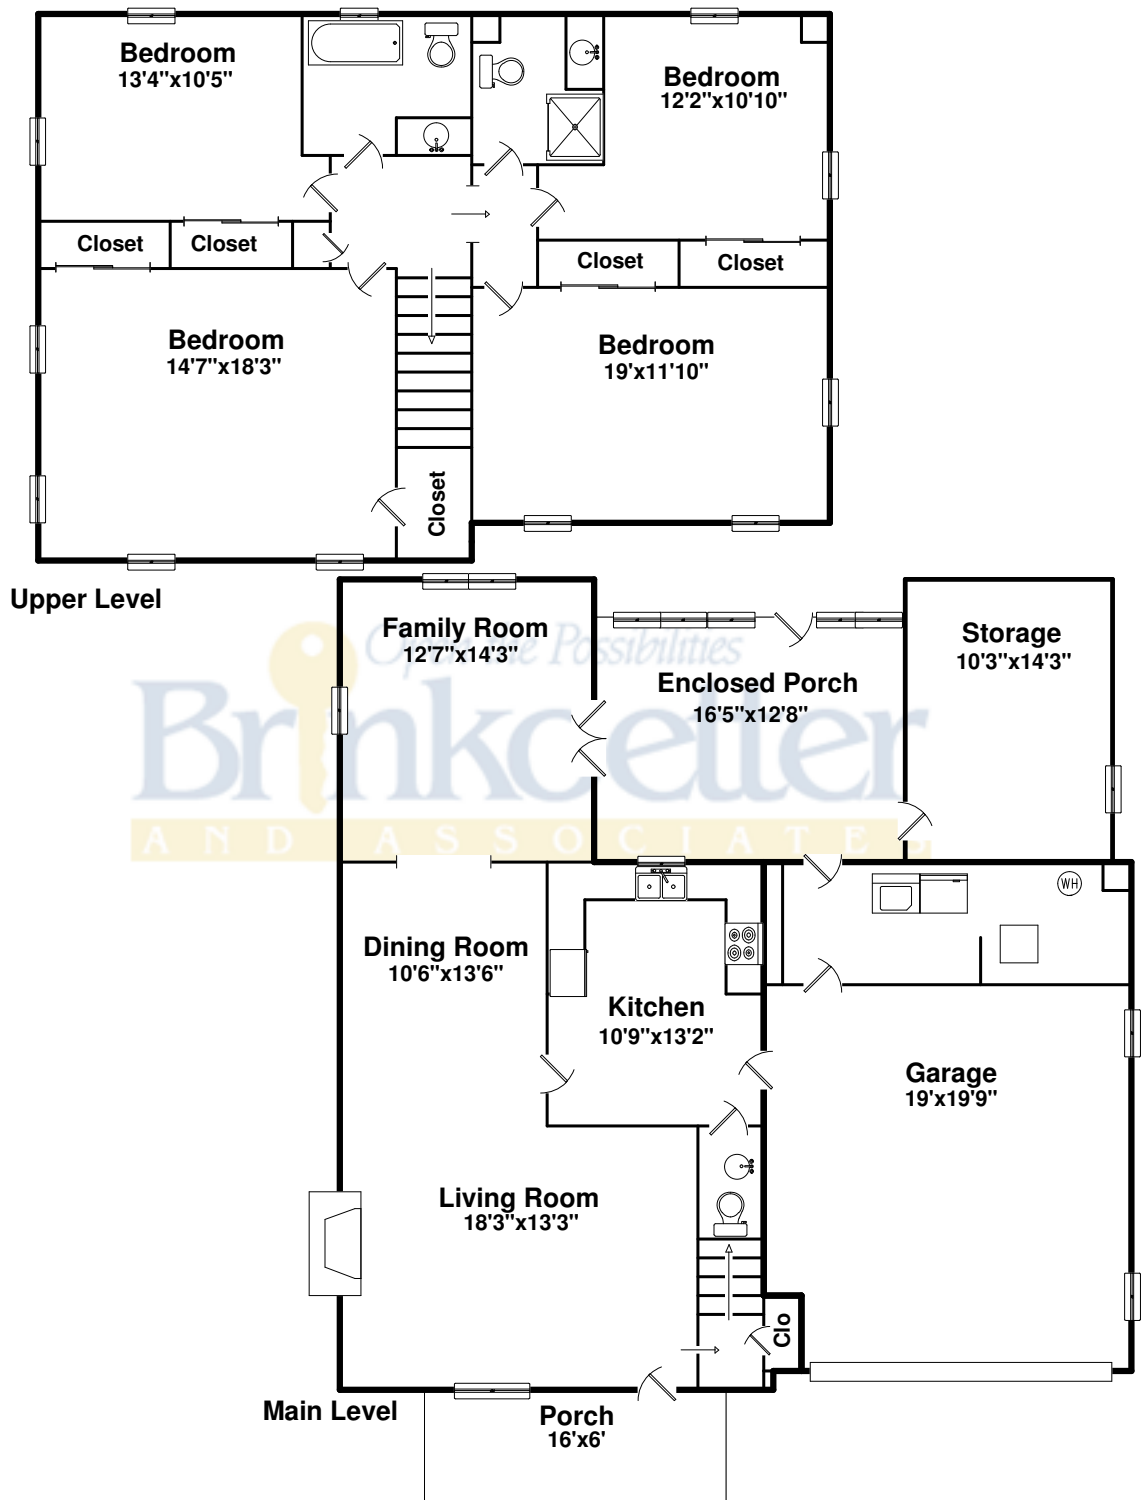 Bedroom
13'4"x10'5"
Bedroom
12'2"x10'10"
Closet
Closet
Closet
Closet
Bedroom
14'7"x18'3"
Bedroom
19'x11'10"
Closet
Upper Level
Family Room
12'7"x14'3"
Open the Possibilities
Enclosed Porch
16'5"x12'8"
Storage
10'3"x14'3"
Brinkcetter
AND ASSOCIATES
WH
Dining Room
10'6"x13'6"
Kitchen
10'9"x13'2"
Garage
19'x19'9"
Living Room
18'3"x13'3"
Clo
Main Level
Porch
16'x6'